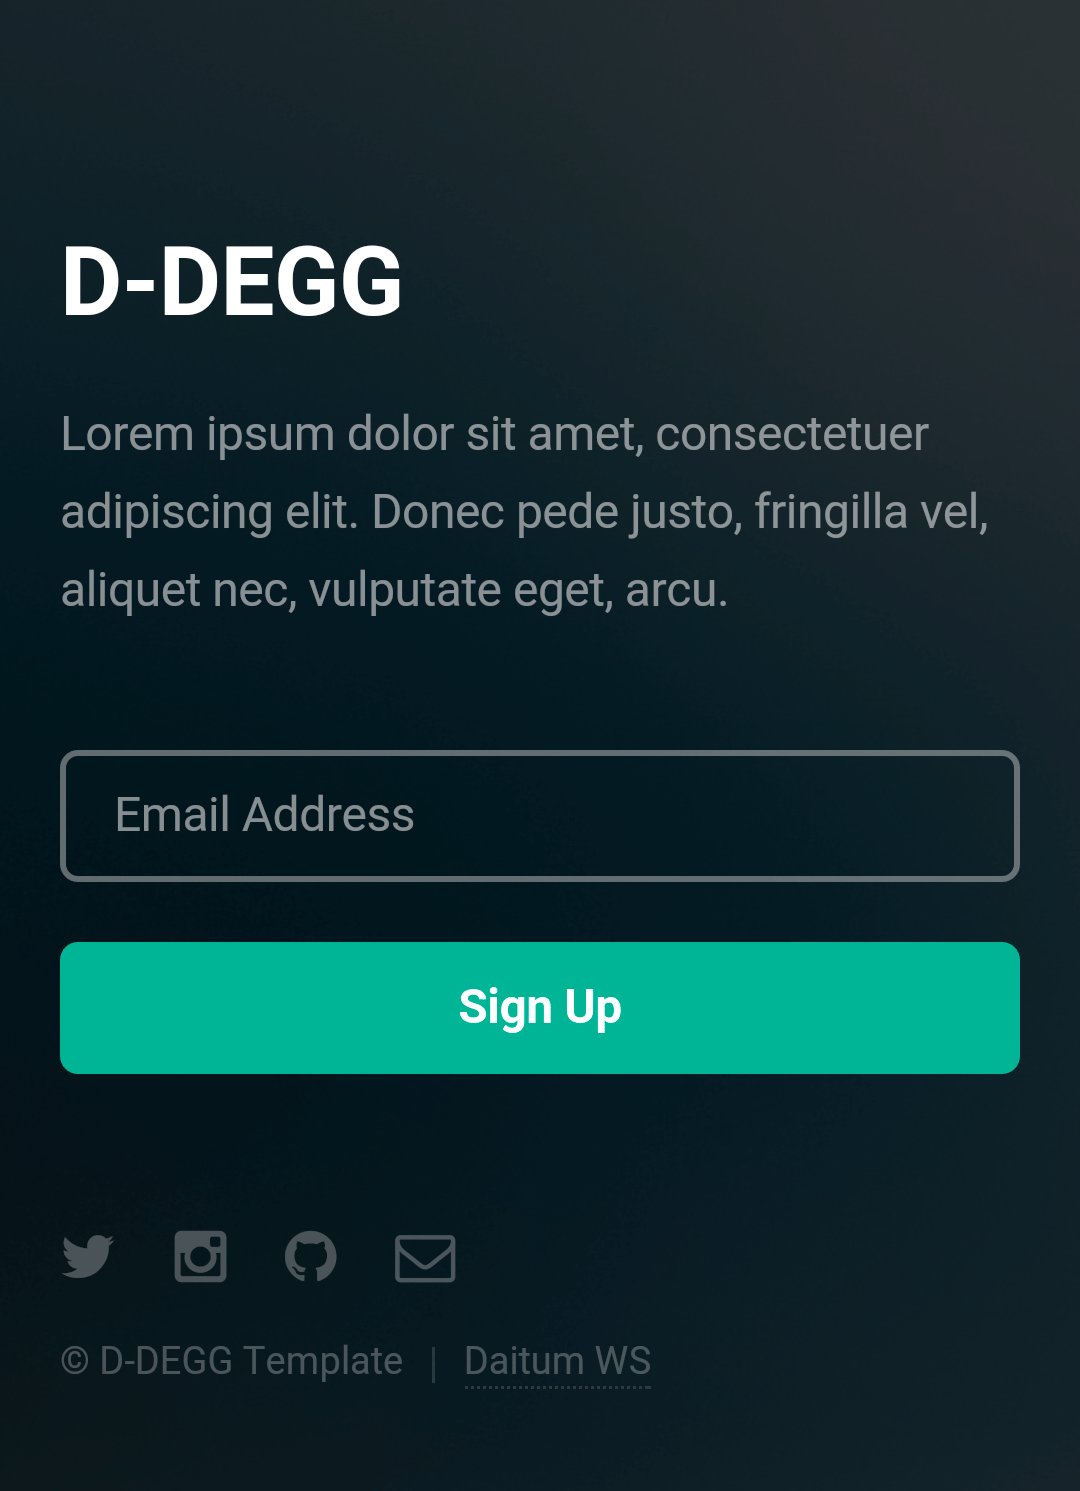 D-DEGG
Lorem ipsum dolor sit amet, consectetuer
adipiscing elit. Donec pede justo, fringilla vel,
aliquet nec, vulputate eget, arcu.
Email Address
Sign Up
© D-DEGG Template | Daitum WS